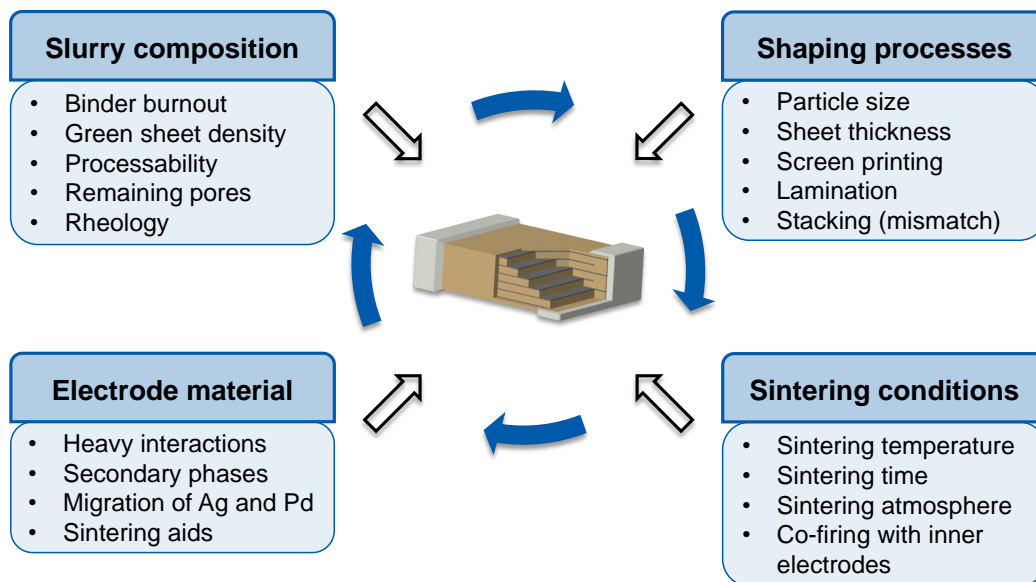 Slurry composition
• Binder burnout
• Green sheet density
• Processability
• Remaining pores
• Rheology
Shaping processes
• Particle size
• Sheet thickness
• Screen printing
• Lamination
• Stacking (mismatch)
Electrode material
• Heavy interactions
• Secondary phases
• Migration of Ag and Pd
• Sintering aids
Sintering conditions
• Sintering temperature
• Sintering time
• Sintering atmosphere
• Co-firing with inner
electrodes